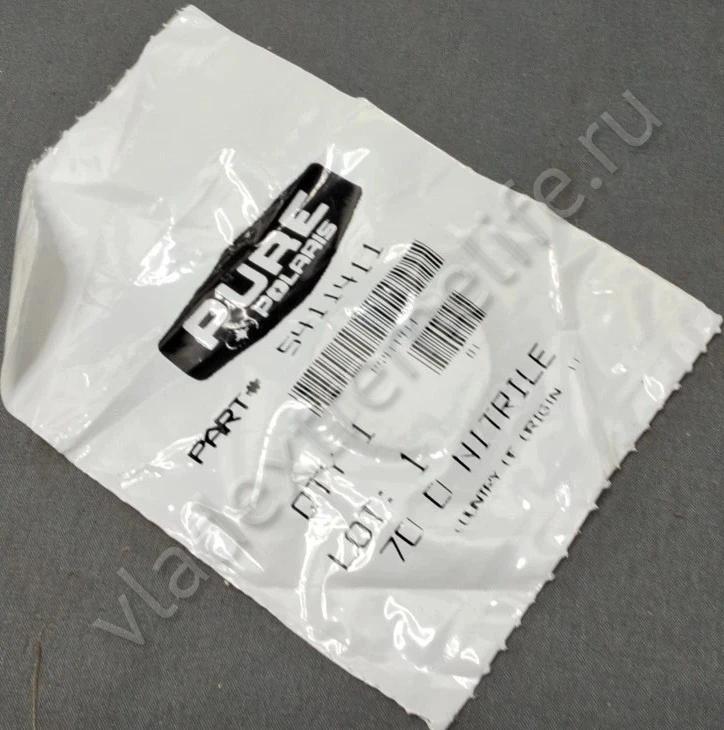 PURE
POLARIS
PART# 5411411
QTY 1
LOT: 1
70 D NITRILE
COUNTRY OF ORIGIN
vladextremelife.ru